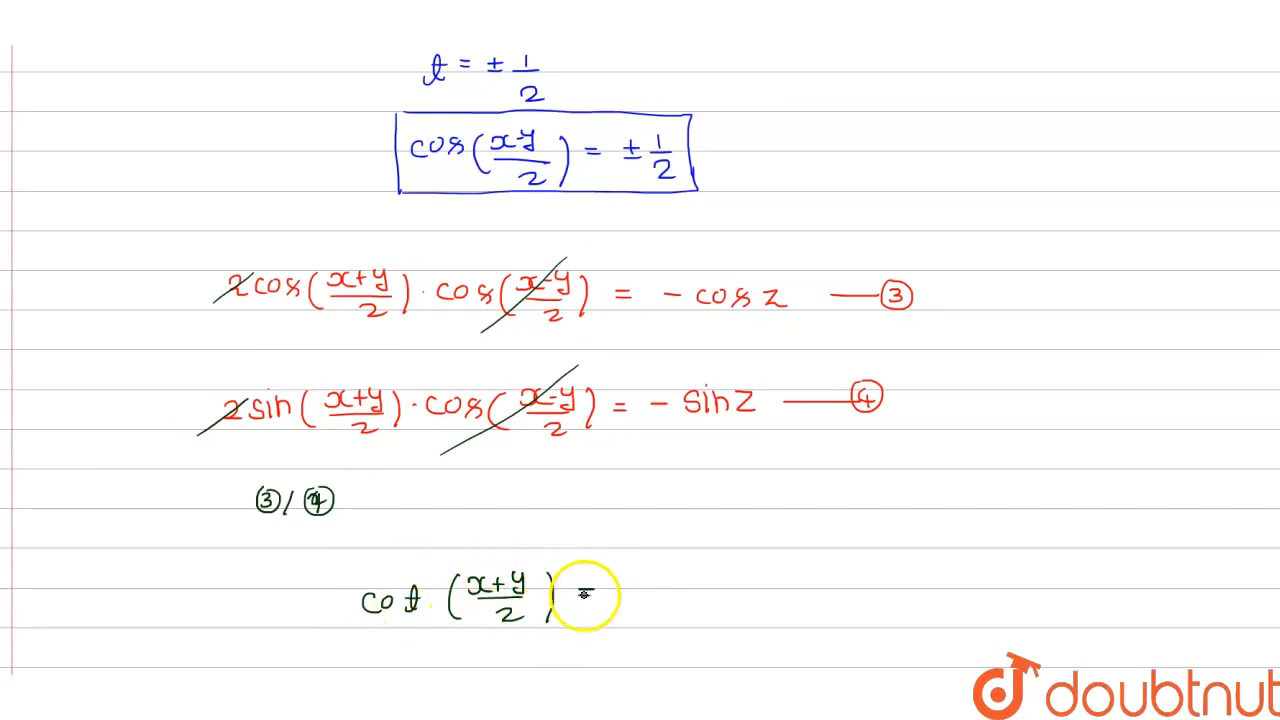 t = ± 1/2
cos(x-y/2) = ± 1/2
2cos(x+y/2) · cos(x-y/2) = - cos z — ③
2sin(x+y/2) · cos(x-y/2) = - sin z — ④
③/④
cot (x+y/2) =
doubtnut